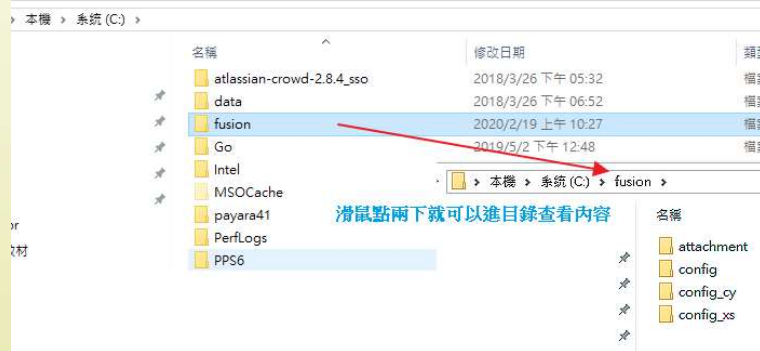 › 本機 › 系統 (C:) ›
名稱 修改日期
atlassian-crowd-2.8.4_sso 2018/3/26 下午 05:32
data 2018/3/26 下午 06:52
fusion 2020/2/19 上午 10:27
Go 2019/5/2 下午 12:48
Intel
› 本機 › 系統 (C:) › fusion ›
MSOCache
payara41
滑鼠點兩下就可以進目錄查看內容
名稱
PerfLogs
attachment
PPS6
config
config_cy
config_xs